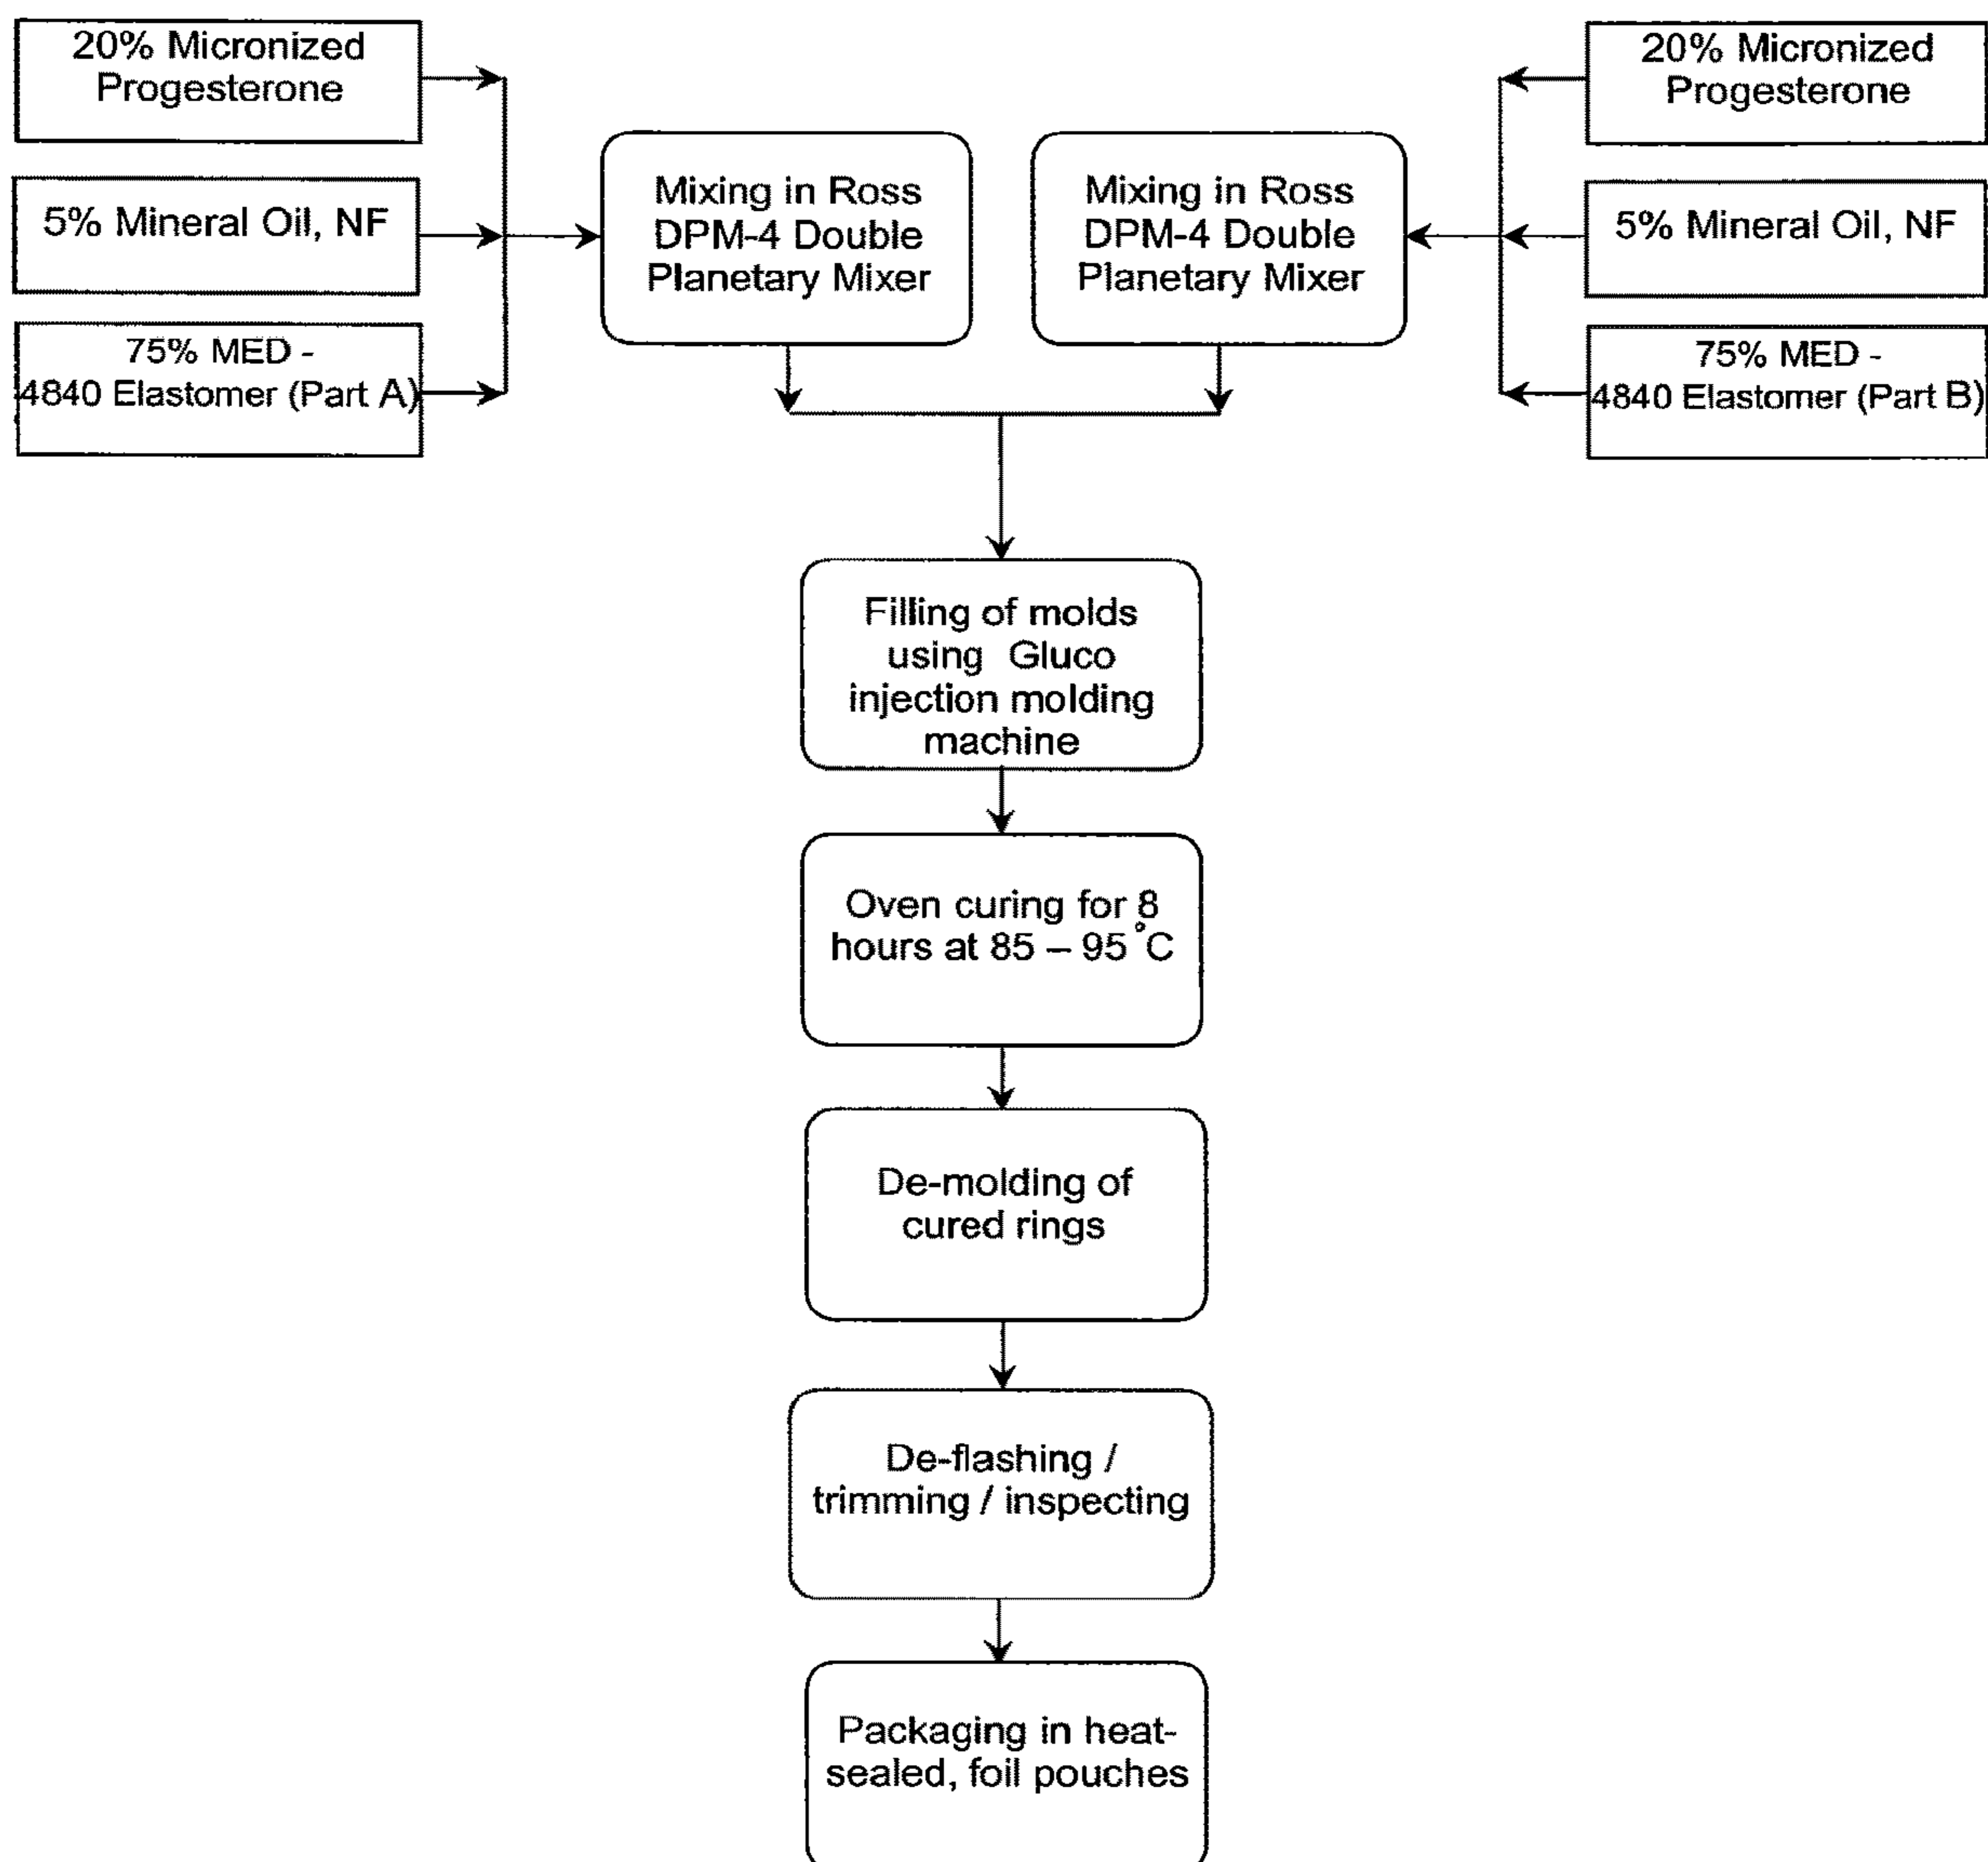 20% Micronized
Progesterone
5% Mineral Oil, NF
75% MED -
4840 Elastomer (Part A)
Mixing in Ross
DPM-4 Double
Planetary Mixer
Mixing in Ross
DPM-4 Double
Planetary Mixer
20% Micronized
Progesterone
5% Mineral Oil, NF
75% MED -
4840 Elastomer (Part B)
Filling of molds
using Gluco
injection molding
machine
Oven curing for 8
hours at 85 – 95 °C
De-molding of
cured rings
De-flashing /
trimming / inspecting
Packaging in heat-
sealed, foil pouches